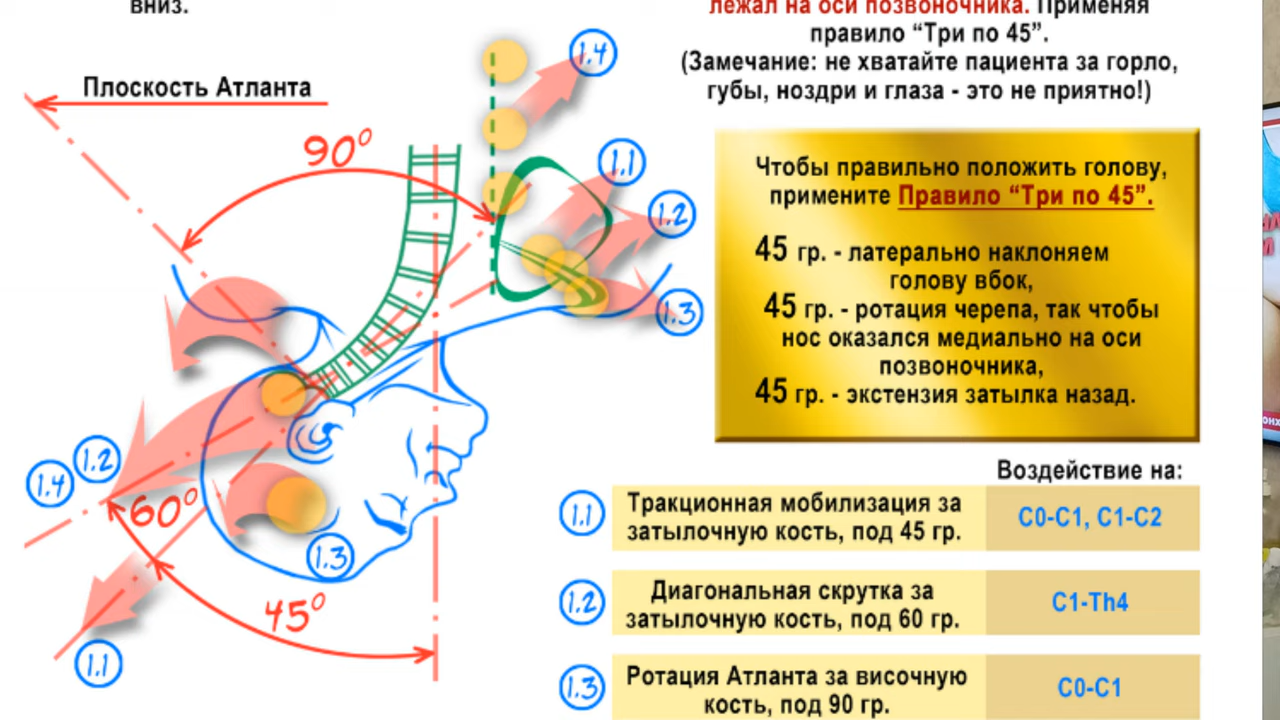 вниз.
лежал на оси позвоночника. Применяя
правило “Три по 45”.
(Замечание: не хватайте пациента за горло,
губы, ноздри и глаза - это не приятно!)
Плоскость Атланта
90°
1.4
1.1
1.2
1.3
1.2
1.4
60°
1.3
45°
1.1
Чтобы правильно положить голову,
примените Правило “Три по 45”.
45 гр. - латерально наклоняем
голову вбок,
45 гр. - ротация черепа, так чтобы
нос оказался медиально на оси
позвоночника,
45 гр. - экстензия затылка назад.
Воздействие на:
1.1 Тракционная мобилизация за
затылочную кость, под 45 гр.
C0-C1, C1-C2
1.2 Диагональная скрутка за
затылочную кость, под 60 гр.
C1-Th4
1.3 Ротация Атланта за височную
кость, под 90 гр.
C0-C1